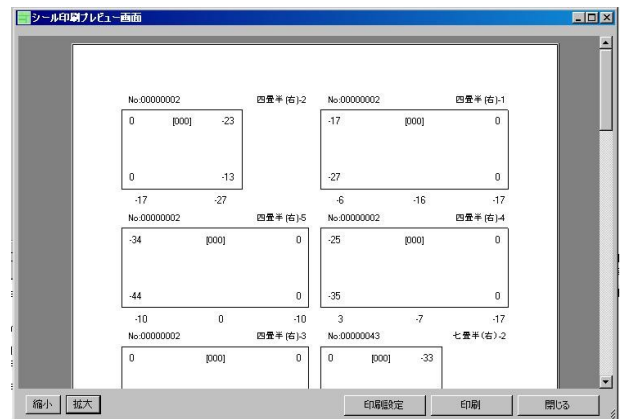 シール印刷プレビュー画面
No:00000002 四畳半(右)-2 No:00000002 四畳半(右)-1
0 [000] -23 -17 [000] 0
0 -13 -27 0
-17 -27 -6 -16 -17
No:00000002 四畳半(右)-5 No:00000002 四畳半(右)-4
-34 [000] 0 -25 [000] 0
-44 0 -35 0
-10 0 -10 3 -7 -17
No:00000002 四畳半(右)-3 No:00000043 七畳半(右)-2
0 [000] 0 0 [000] -33
縮小 拡大 印刷設定 印刷 閉じる